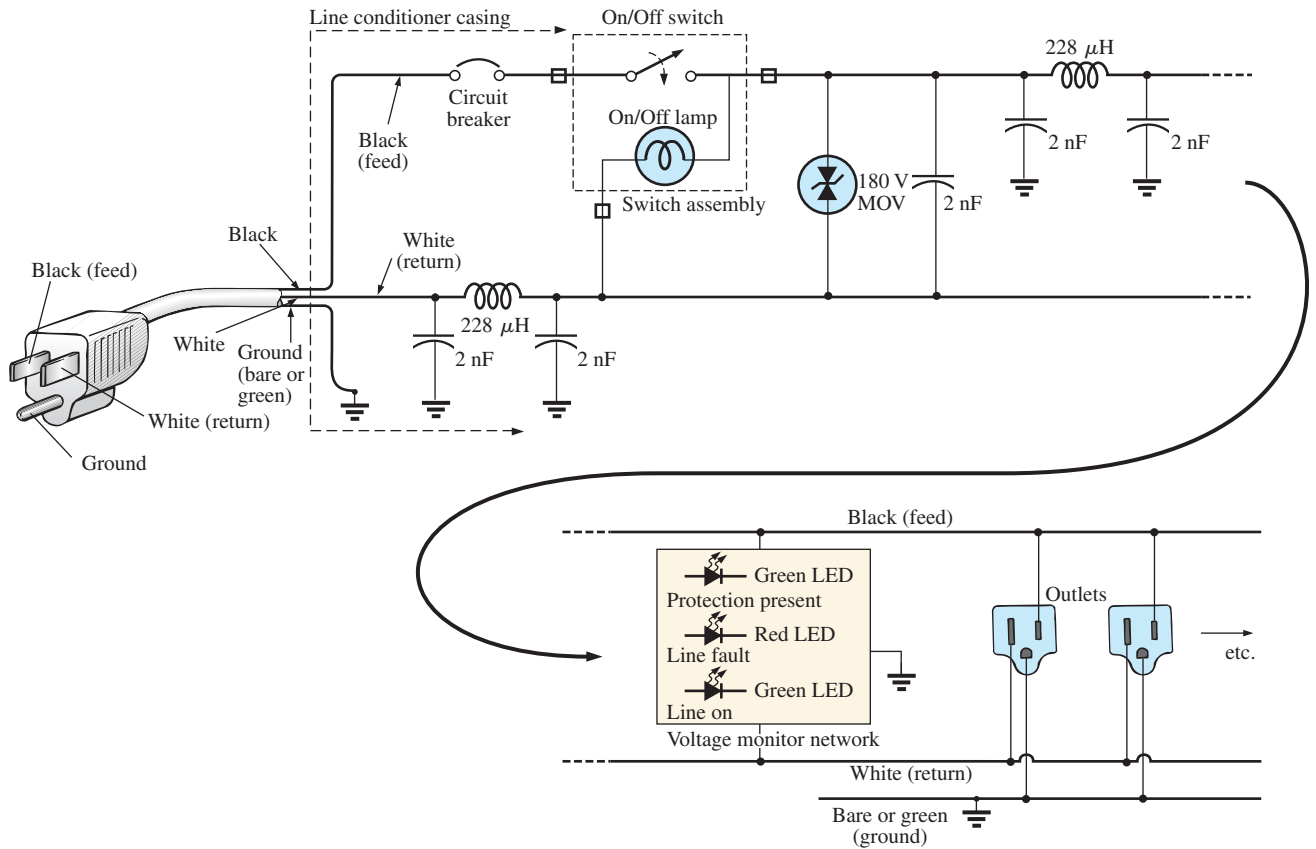 Line conditioner casing
On/Off switch
228 μH
Circuit
breaker
Black
(feed)
On/Off lamp
2 nF
2 nF
180 V
MOV
2 nF
Switch assembly
Black
White
(return)
Black (feed)
228 μH
White
Ground
(bare or
green)
2 nF
2 nF
White (return)
Ground
Black (feed)
Green LED
Protection present
Outlets
Red LED
Line fault
etc.
Green LED
Line on
Voltage monitor network
White (return)
Bare or green
(ground)